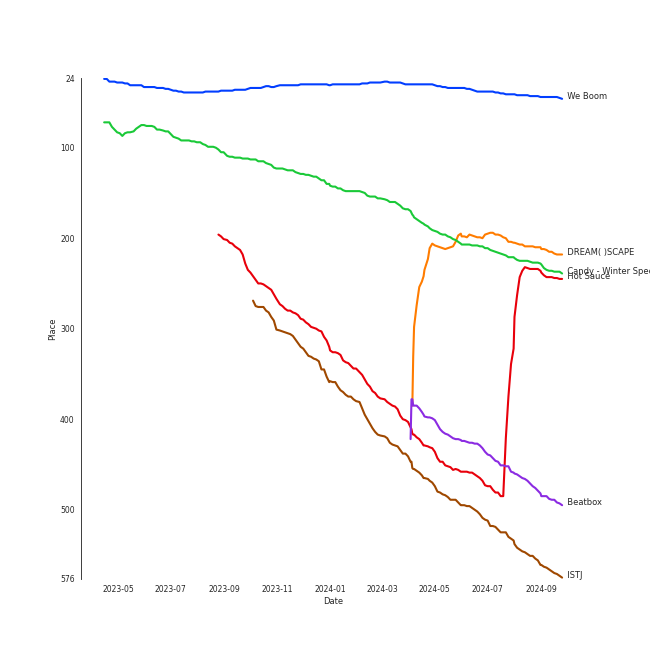 24
100
200
300
400
500
576
Place
2023-05
2023-07
2023-09
2023-11
2024-01
2024-03
2024-05
2024-07
2024-09
Date
We Boom
DREAM( )SCAPE
Candy - Winter Spe
Hot Sauce
Beatbox
ISTJ